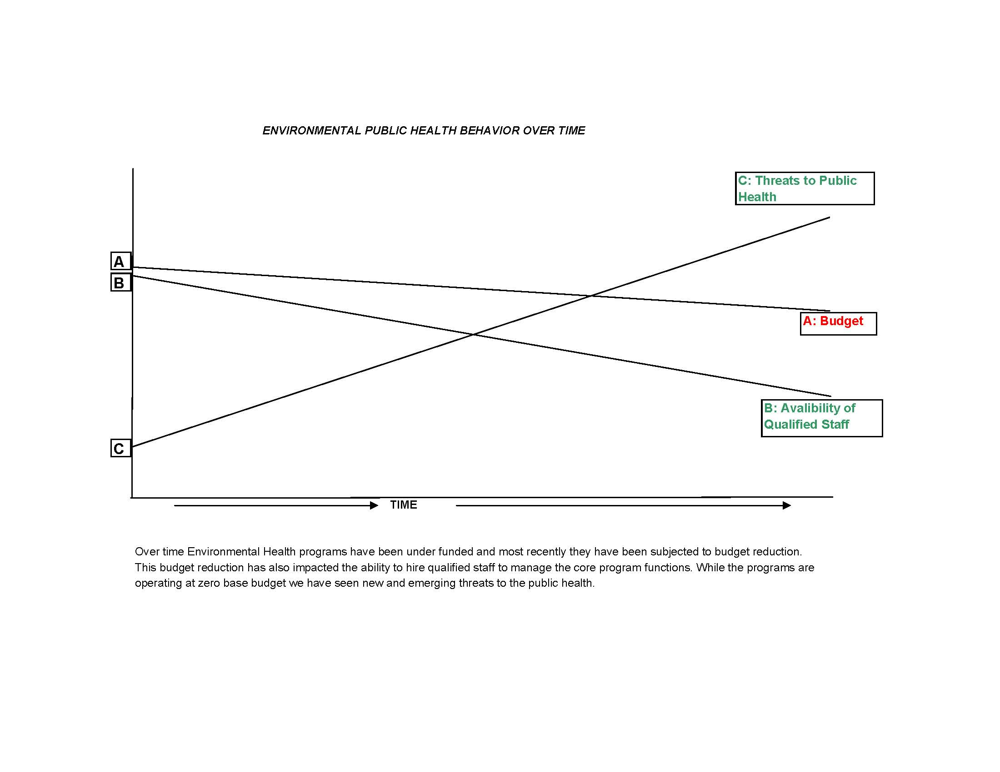 ENVIRONMENTAL PUBLIC HEALTH BEHAVIOR OVER TIME
C: Threats to Public
Health
A
B
A: Budget
B: Avalibility of
Qualified Staff
C
TIME
Over time Environmental Health programs have been under funded and most recently they have been subjected to budget reduction.
This budget reduction has also impacted the ability to hire qualified staff to manage the core program functions. While the programs are
operating at zero base budget we have seen new and emerging threats to the public health.